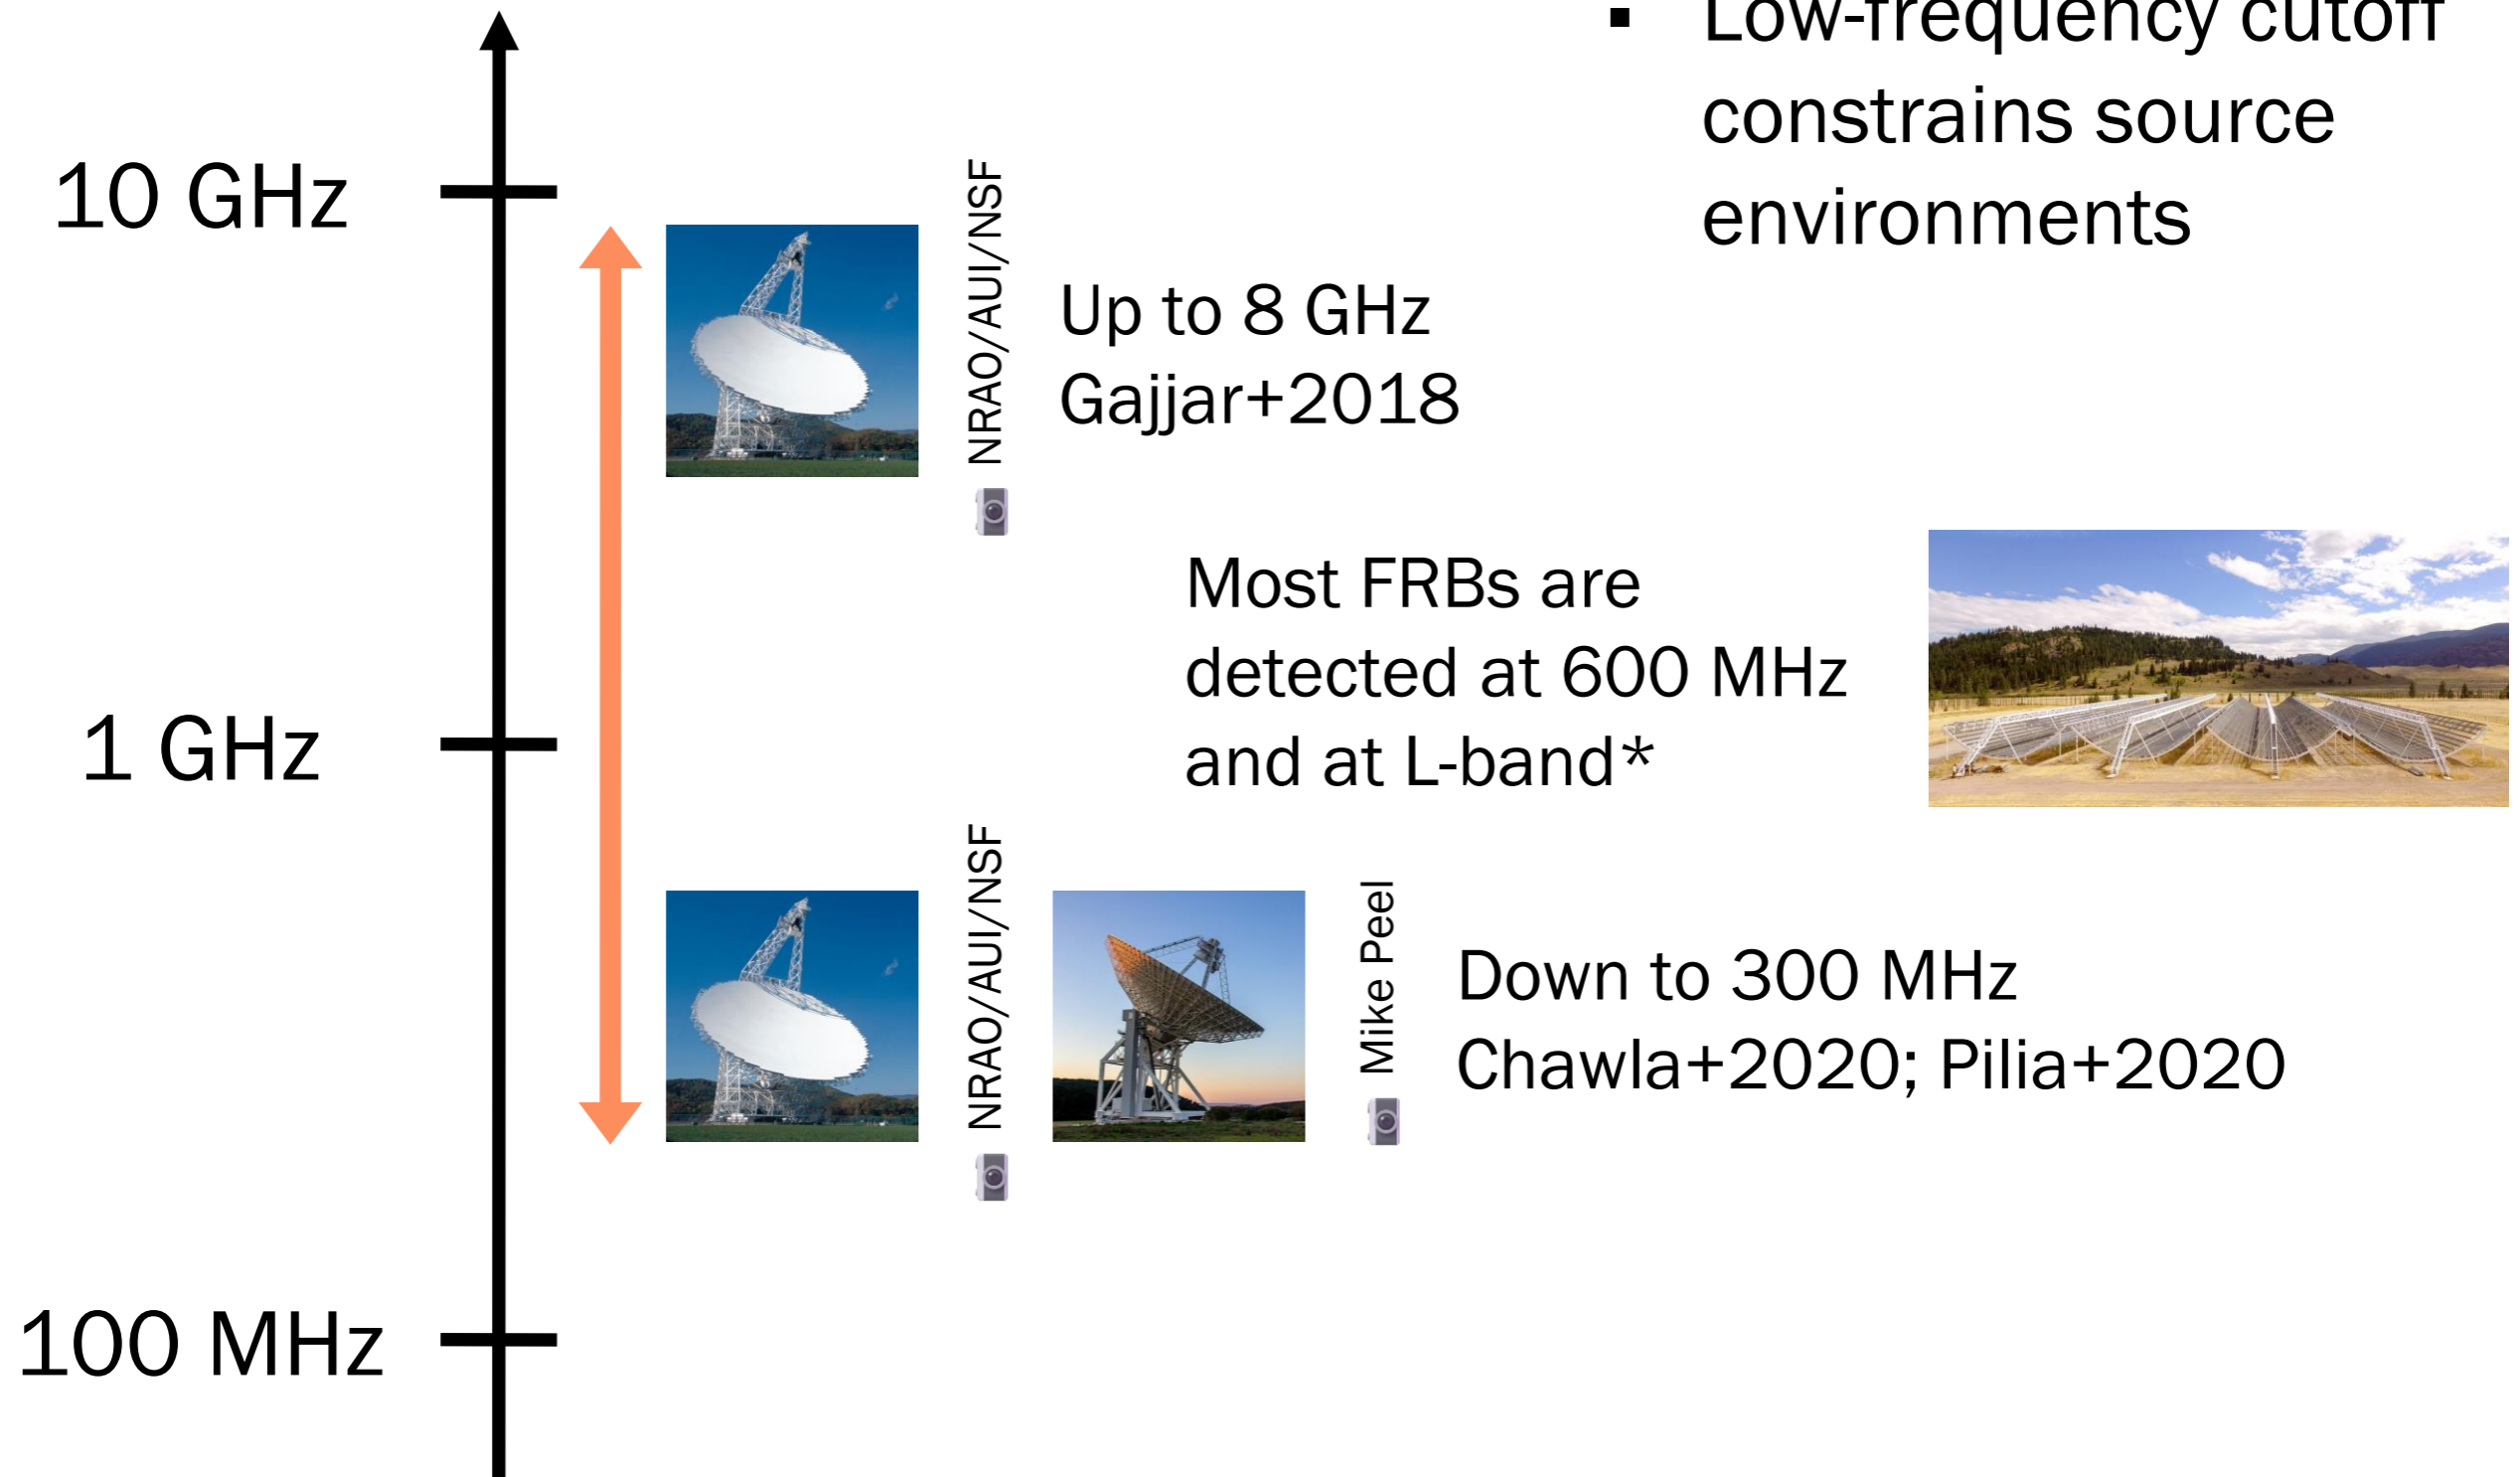 ▪ Low-frequency cutoff
constrains source
environments
10 GHz
NRAO/AUI/NSF
Up to 8 GHz
Gajjar+2018
Most FRBs are
detected at 600 MHz
and at L-band*
1 GHz
NRAO/AUI/NSF
Mike Peel
Down to 300 MHz
Chawla+2020; Pilia+2020
100 MHz